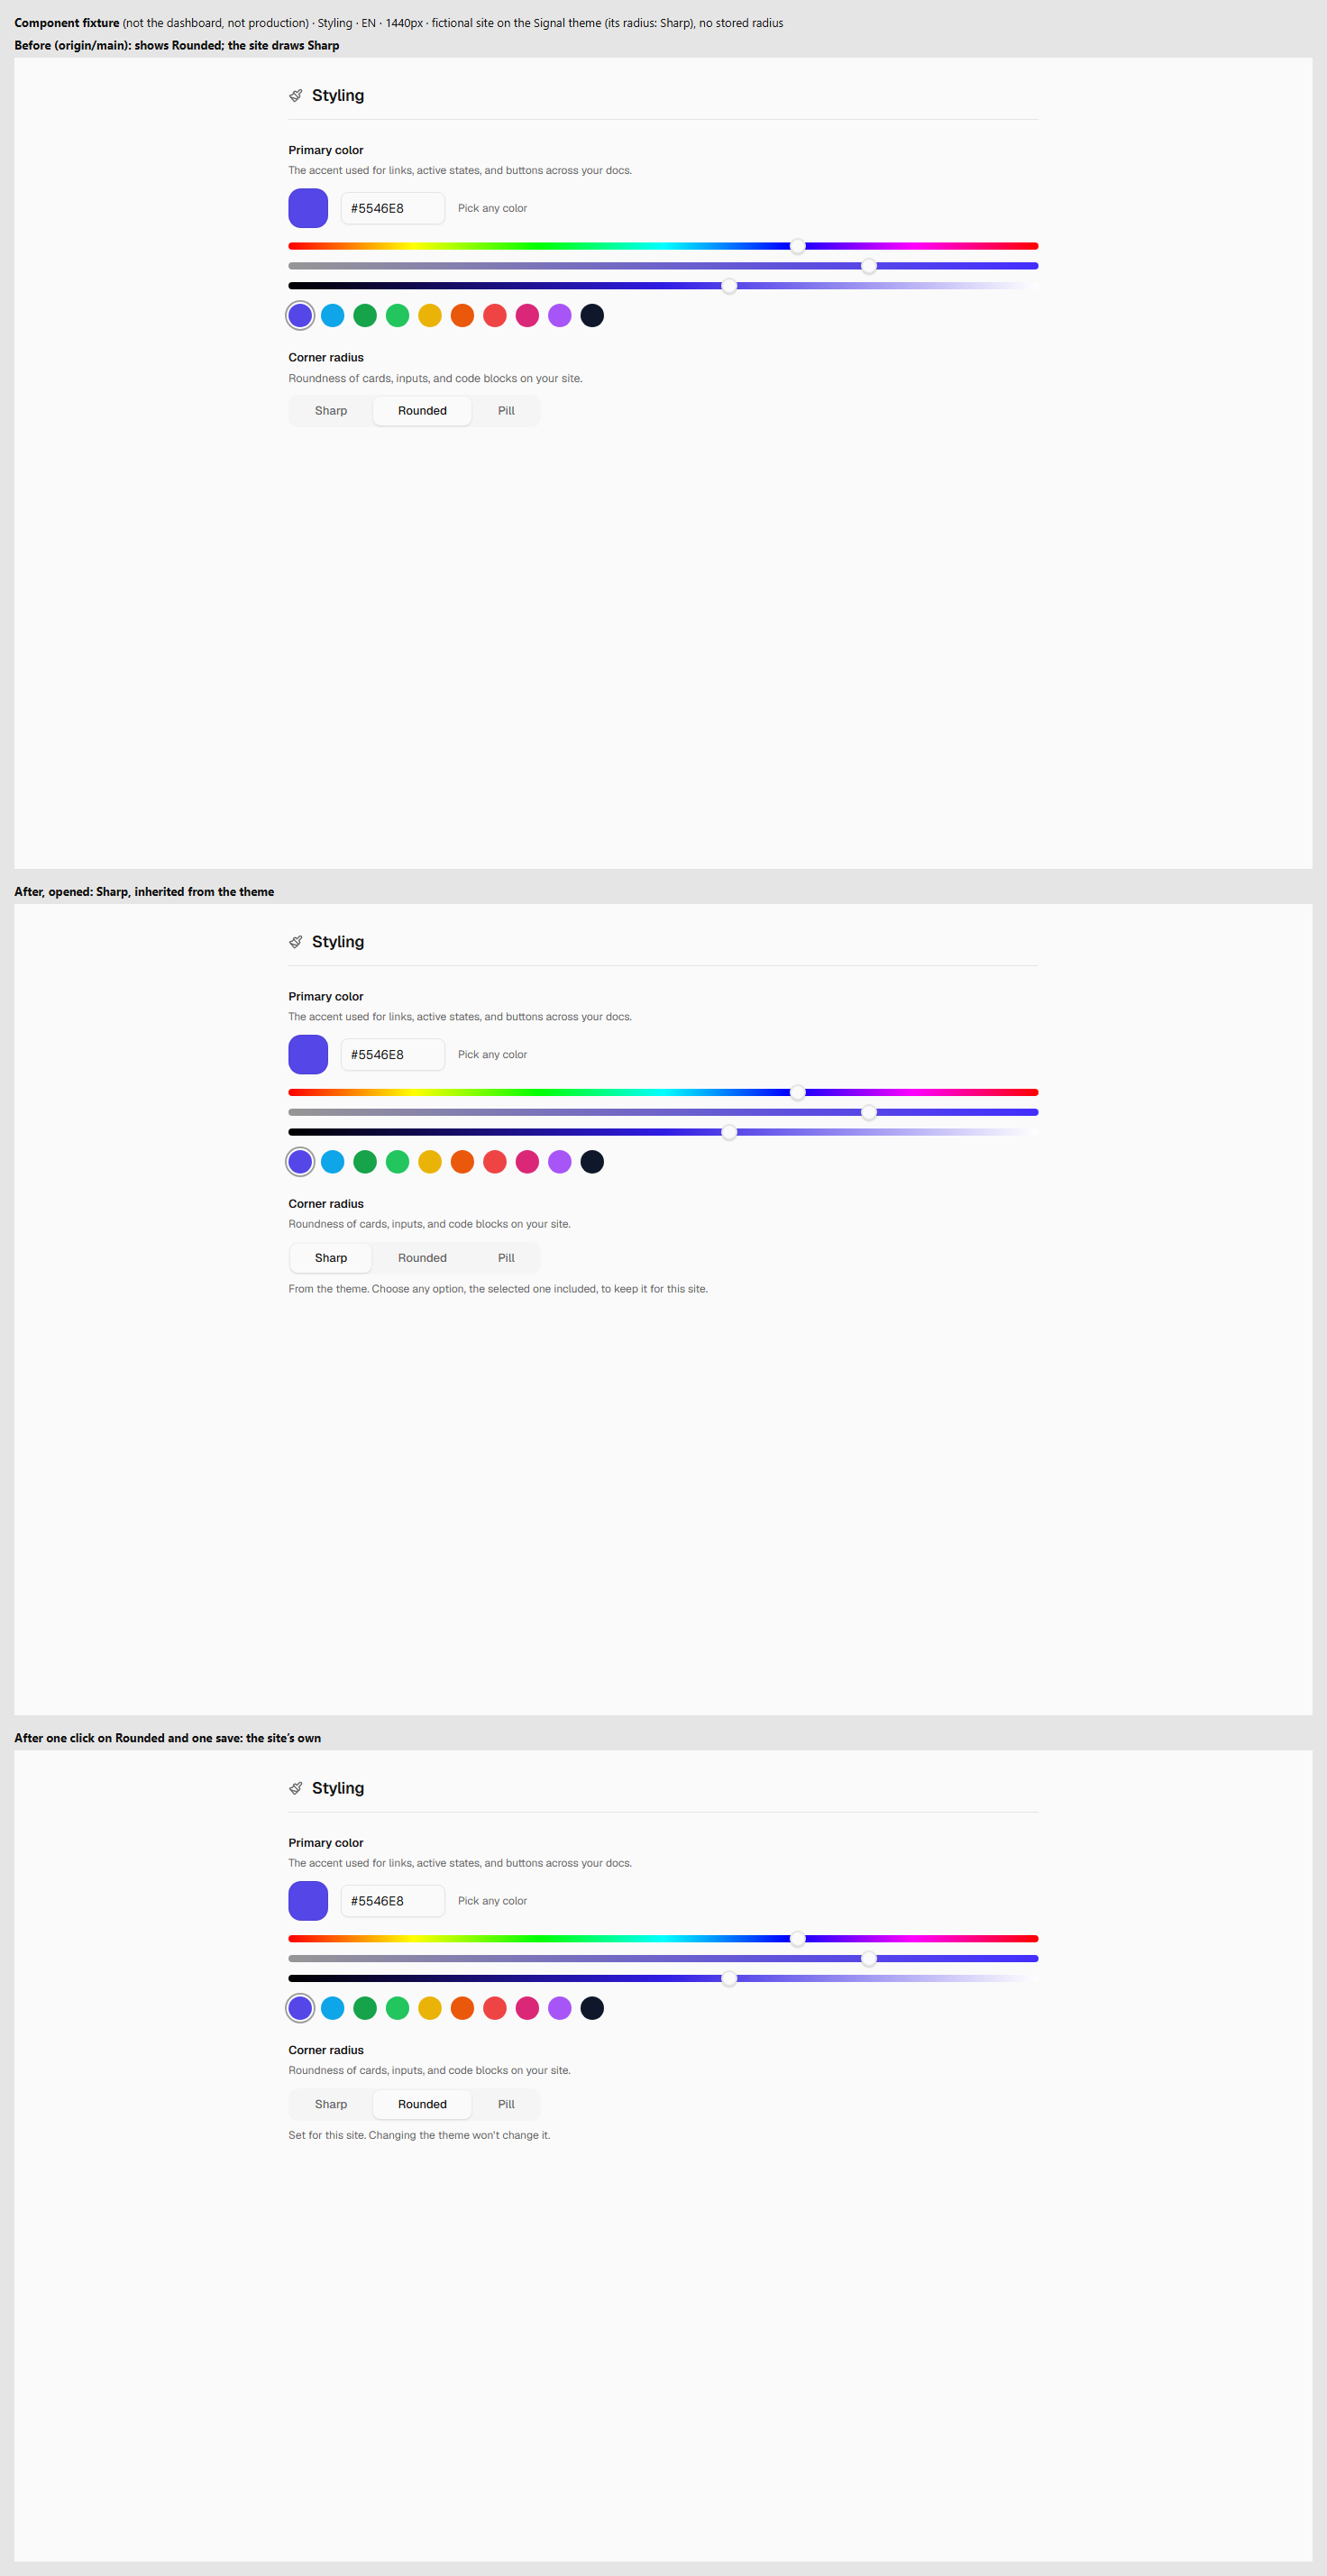 Component fixture (not the dashboard, not production) · Styling · EN · 1440px · fictional site on the Signal theme (its radius: Sharp), no stored radius
Before (origin/main): shows Rounded; the site draws Sharp
Styling
Primary color
The accent used for links, active states, and buttons across your docs.
#5546E8 Pick any color
Corner radius
Roundness of cards, inputs, and code blocks on your site.
Sharp Rounded Pill
After, opened: Sharp, inherited from the theme
Styling
Primary color
The accent used for links, active states, and buttons across your docs.
#5546E8 Pick any color
Corner radius
Roundness of cards, inputs, and code blocks on your site.
Sharp Rounded Pill
From the theme. Choose any option, the selected one included, to keep it for this site.
After one click on Rounded and one save: the site’s own
Styling
Primary color
The accent used for links, active states, and buttons across your docs.
#5546E8 Pick any color
Corner radius
Roundness of cards, inputs, and code blocks on your site.
Sharp Rounded Pill
Set for this site. Changing the theme won't change it.